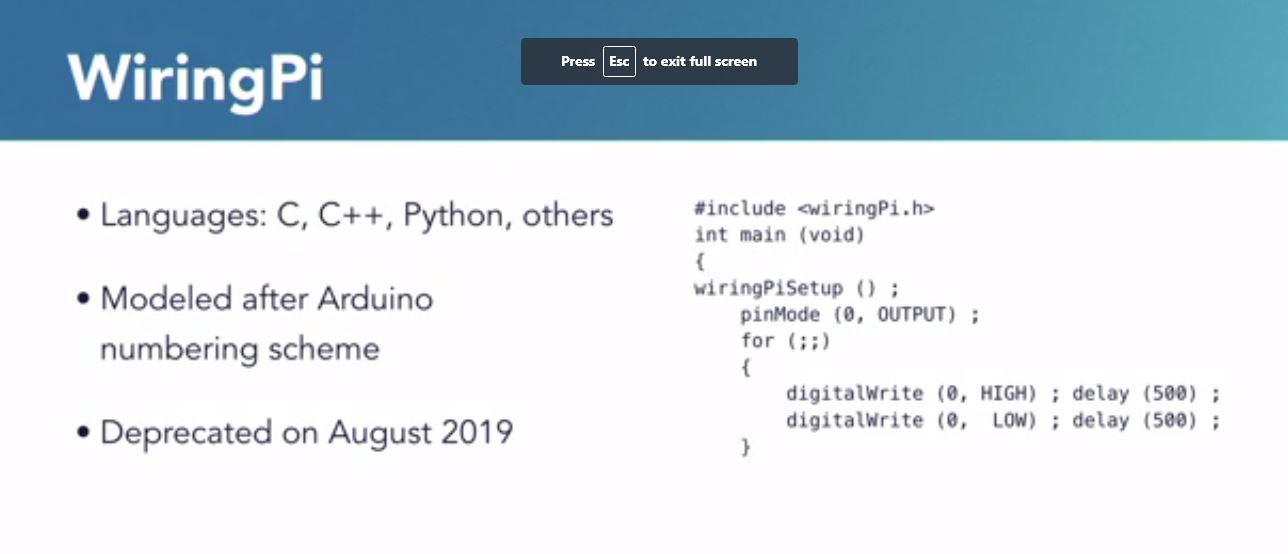 WiringPi
Press Esc to exit full screen
• Languages: C, C++, Python, others
• Modeled after Arduino
numbering scheme
• Deprecated on August 2019
#include <wiringPi.h>
int main (void)
{
wiringPiSetup () ;
    pinMode (0, OUTPUT) ;
    for (;;)
    {
        digitalWrite (0, HIGH) ; delay (500) ;
        digitalWrite (0,  LOW) ; delay (500) ;
    }